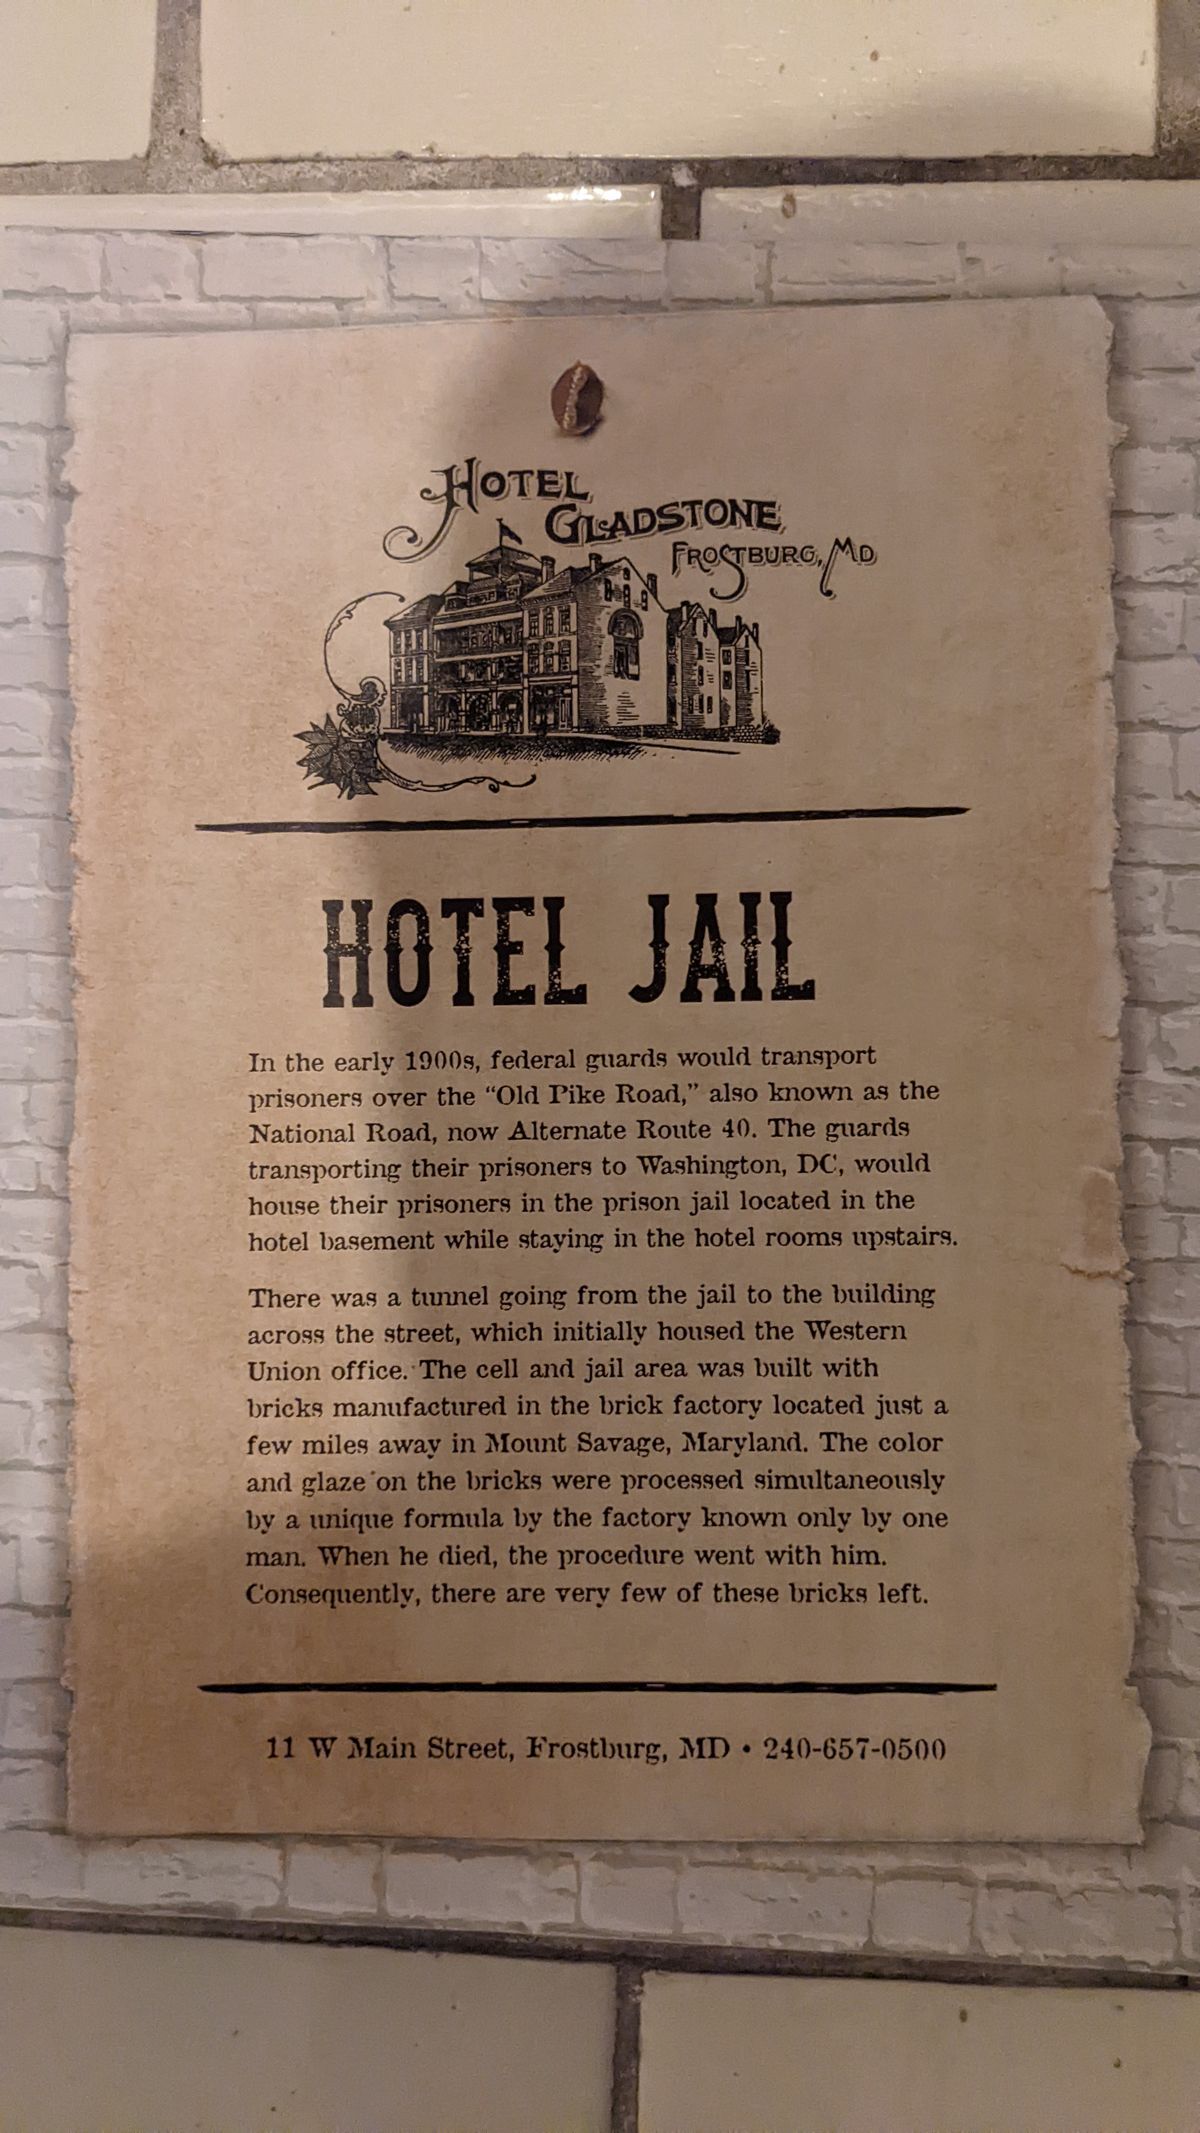 HOTEL
GLADSTONE
FROSTBURG, MD
HOTEL JAIL
In the early 1900s, federal guards would transport
prisoners over the “Old Pike Road,” also known as the
National Road, now Alternate Route 40. The guards
transporting their prisoners to Washington, DC, would
house their prisoners in the prison jail located in the
hotel basement while staying in the hotel rooms upstairs.
There was a tunnel going from the jail to the building
across the street, which initially housed the Western
Union office. The cell and jail area was built with
bricks manufactured in the brick factory located just a
few miles away in Mount Savage, Maryland. The color
and glaze on the bricks were processed simultaneously
by a unique formula by the factory known only by one
man. When he died, the procedure went with him.
Consequently, there are very few of these bricks left.
11 W Main Street, Frostburg, MD • 240-657-0500